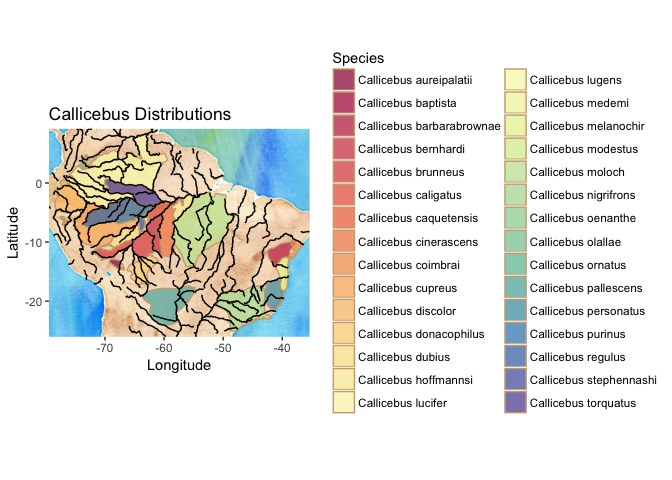 Callicebus Distributions
Latitude
0
-10
-20
-70
-60
-50
-40
Longitude
Species
Callicebus aureipalatii
Callicebus baptista
Callicebus barbarabrownae
Callicebus bernhardi
Callicebus brunneus
Callicebus caligatus
Callicebus caquetensis
Callicebus cinerascens
Callicebus coimbrai
Callicebus cupreus
Callicebus discolor
Callicebus donacophilus
Callicebus dubius
Callicebus hoffmannsi
Callicebus lucifer
Callicebus lugens
Callicebus medemi
Callicebus melanochir
Callicebus modestus
Callicebus moloch
Callicebus nigrifrons
Callicebus oenanthe
Callicebus olallae
Callicebus ornatus
Callicebus pallescens
Callicebus personatus
Callicebus purinus
Callicebus regulus
Callicebus stephennashi
Callicebus torquatus